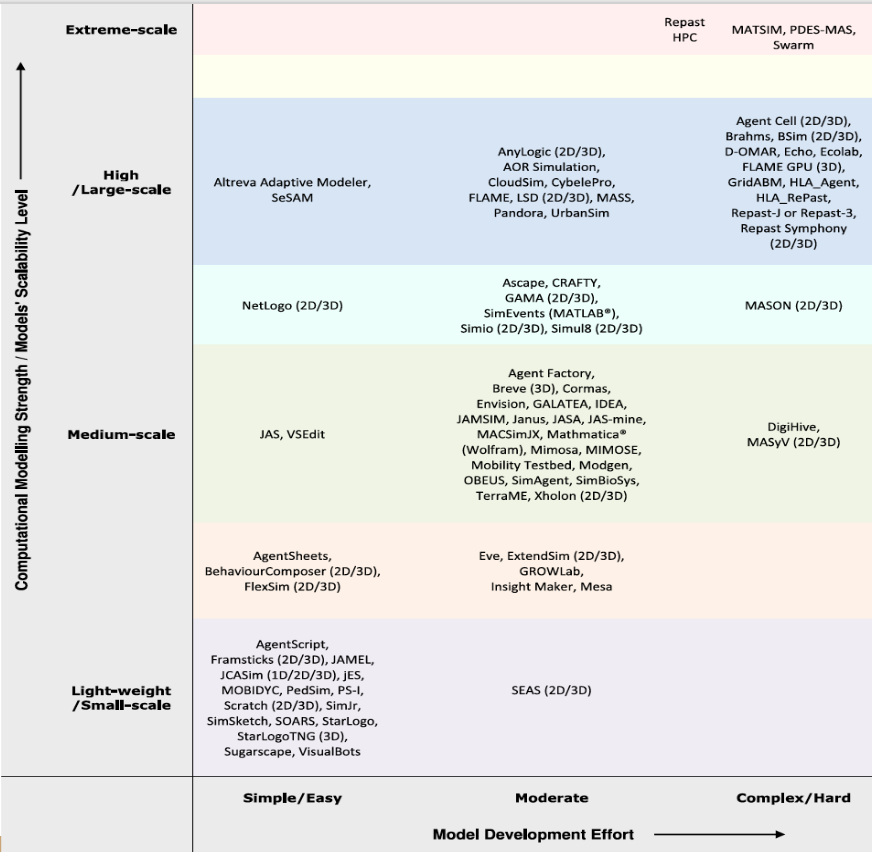 Extreme-scale
Repast
HPC
MATSIM, PDES-MAS,
Swarm
Computational Modelling Strength / Models' Scalability Level
High
/Large-scale
Altreva Adaptive Modeler,
SeSAM
AnyLogic (2D/3D),
AOR Simulation,
CloudSim, CybelePro,
FLAME, LSD (2D/3D), MASS,
Pandora, UrbanSim
Agent Cell (2D/3D),
Brahms, BSim (2D/3D),
D-OMAR, Echo, Ecolab,
FLAME GPU (3D),
GridABM, HLA_Agent,
HLA_RePast,
Repast-J or Repast-3,
Repast Symphony
(2D/3D)
NetLogo (2D/3D)
Ascape, CRAFTY,
GAMA (2D/3D),
SimEvents (MATLAB®),
Simio (2D/3D), Simul8 (2D/3D)
MASON (2D/3D)
Medium-scale
JAS, VSEdit
Agent Factory,
Breve (3D), Cormas,
Envision, GALATEA, IDEA,
JAMSIM, Janus, JASA, JAS-mine,
MACSimJX, Mathmatica®
(Wolfram), Mimosa, MIMOSE,
Mobility Testbed, Modgen,
OBEUS, SimAgent, SimBioSys,
TerraME, Xholon (2D/3D)
DigiHive,
MASyV (2D/3D)
AgentSheets,
BehaviourComposer (2D/3D),
FlexSim (2D/3D)
Eve, ExtendSim (2D/3D),
GROWLab,
Insight Maker, Mesa
Light-weight
/Small-scale
AgentScript,
Framsticks (2D/3D), JAMEL,
JCASim (1D/2D/3D), jES,
MOBIDYC, PedSim, PS-I,
Scratch (2D/3D), SimJr,
SimSketch, SOARS, StarLogo,
StarLogoTNG (3D),
Sugarscape, VisualBots
SEAS (2D/3D)
Simple/Easy
Moderate
Complex/Hard
Model Development Effort